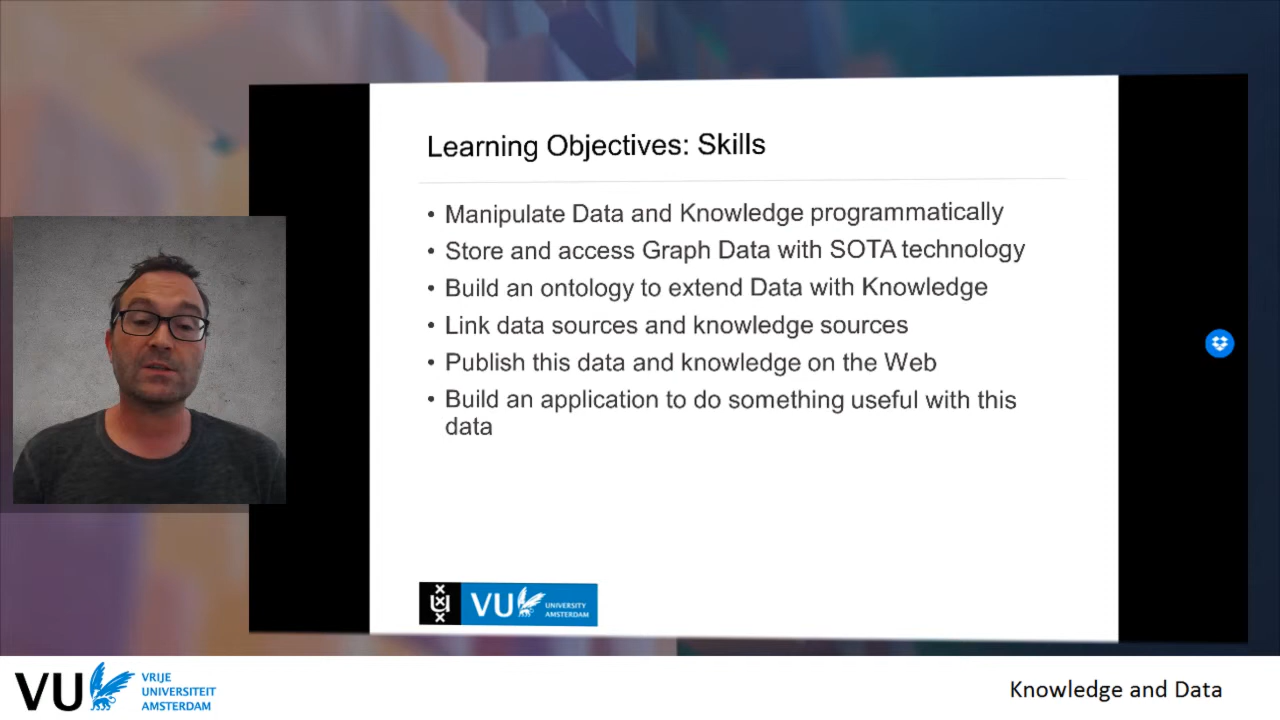 Learning Objectives: Skills
• Manipulate Data and Knowledge programmatically
• Store and access Graph Data with SOTA technology
• Build an ontology to extend Data with Knowledge
• Link data sources and knowledge sources
• Publish this data and knowledge on the Web
• Build an application to do something useful with this
data
VU UNIVERSITY
AMSTERDAM
VU VRIJE
UNIVERSITEIT
AMSTERDAM
Knowledge and Data